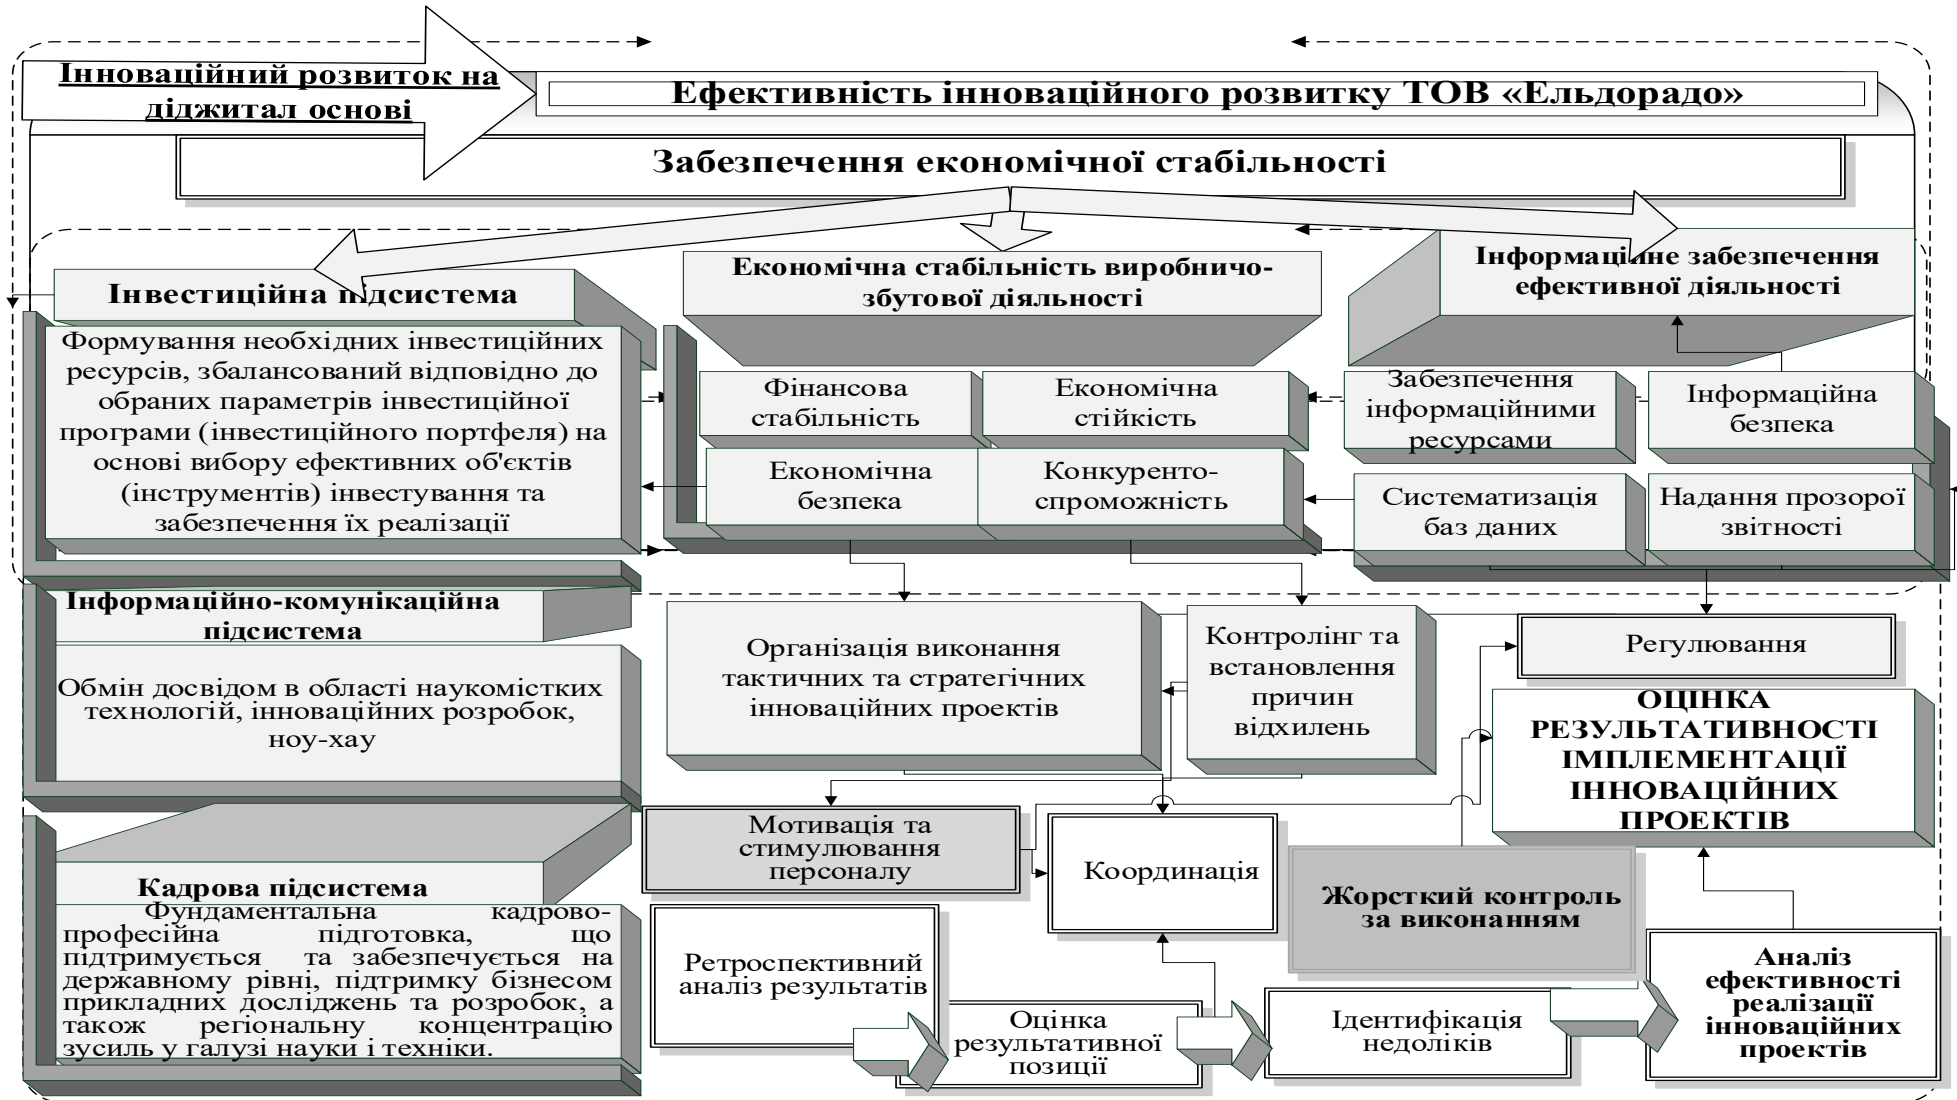 Інноваційний розвиток на
діджитал основі
Ефективність інноваційного розвитку ТОВ «Ельдорадо»
Забезпечення економічної стабільності
Інвестиційна підсистема
Формування необхідних інвестиційних
ресурсів, збалансований відповідно до
обраних параметрів інвестиційної
програми (інвестиційного портфеля) на
основі вибору ефективних об'єктів
(інструментів) інвестування та
забезпечення їх реалізації
Економічна стабільність виробничо-
збутової діяльності
Інформаційне забезпечення
ефективної діяльності
Фінансова
стабільність
Економічна
стійкість
Економічна
безпека
Конкуренто-
спроможність
Забезпечення
інформаційними
ресурсами
Інформаційна
безпека
Систематизація
баз даних
Надання прозорої
звітності
Інформаційно-комунікаційна
підсистема
Обмін досвідом в області наукомістких
технологій, інноваційних розробок,
ноу-хау
Організація виконання
тактичних та стратегічних
інноваційних проектів
Контролінг та
встановлення
причин
відхилень
Регулювання
ОЦІНКА
РЕЗУЛЬТАТИВНОСТІ
ІМПЛЕМЕНТАЦІЇ
ІННОВАЦІЙНИХ
ПРОЕКТІВ
Мотивація та
стимулювання
персоналу
Координація
Жорсткий контроль
за виконанням
Кадрова підсистема
Фундаментальна кадрово-
професійна підготовка, що
підтримується та забезпечується на
державному рівні, підтримку бізнесом
прикладних досліджень та розробок, а
також регіональну концентрацію
зусиль у галузі науки і техніки.
Ретроспективний
аналіз результатів
Оцінка
результативної
позиції
Ідентифікація
недоліків
Аналіз
ефективності
реалізації
інноваційних
проектів